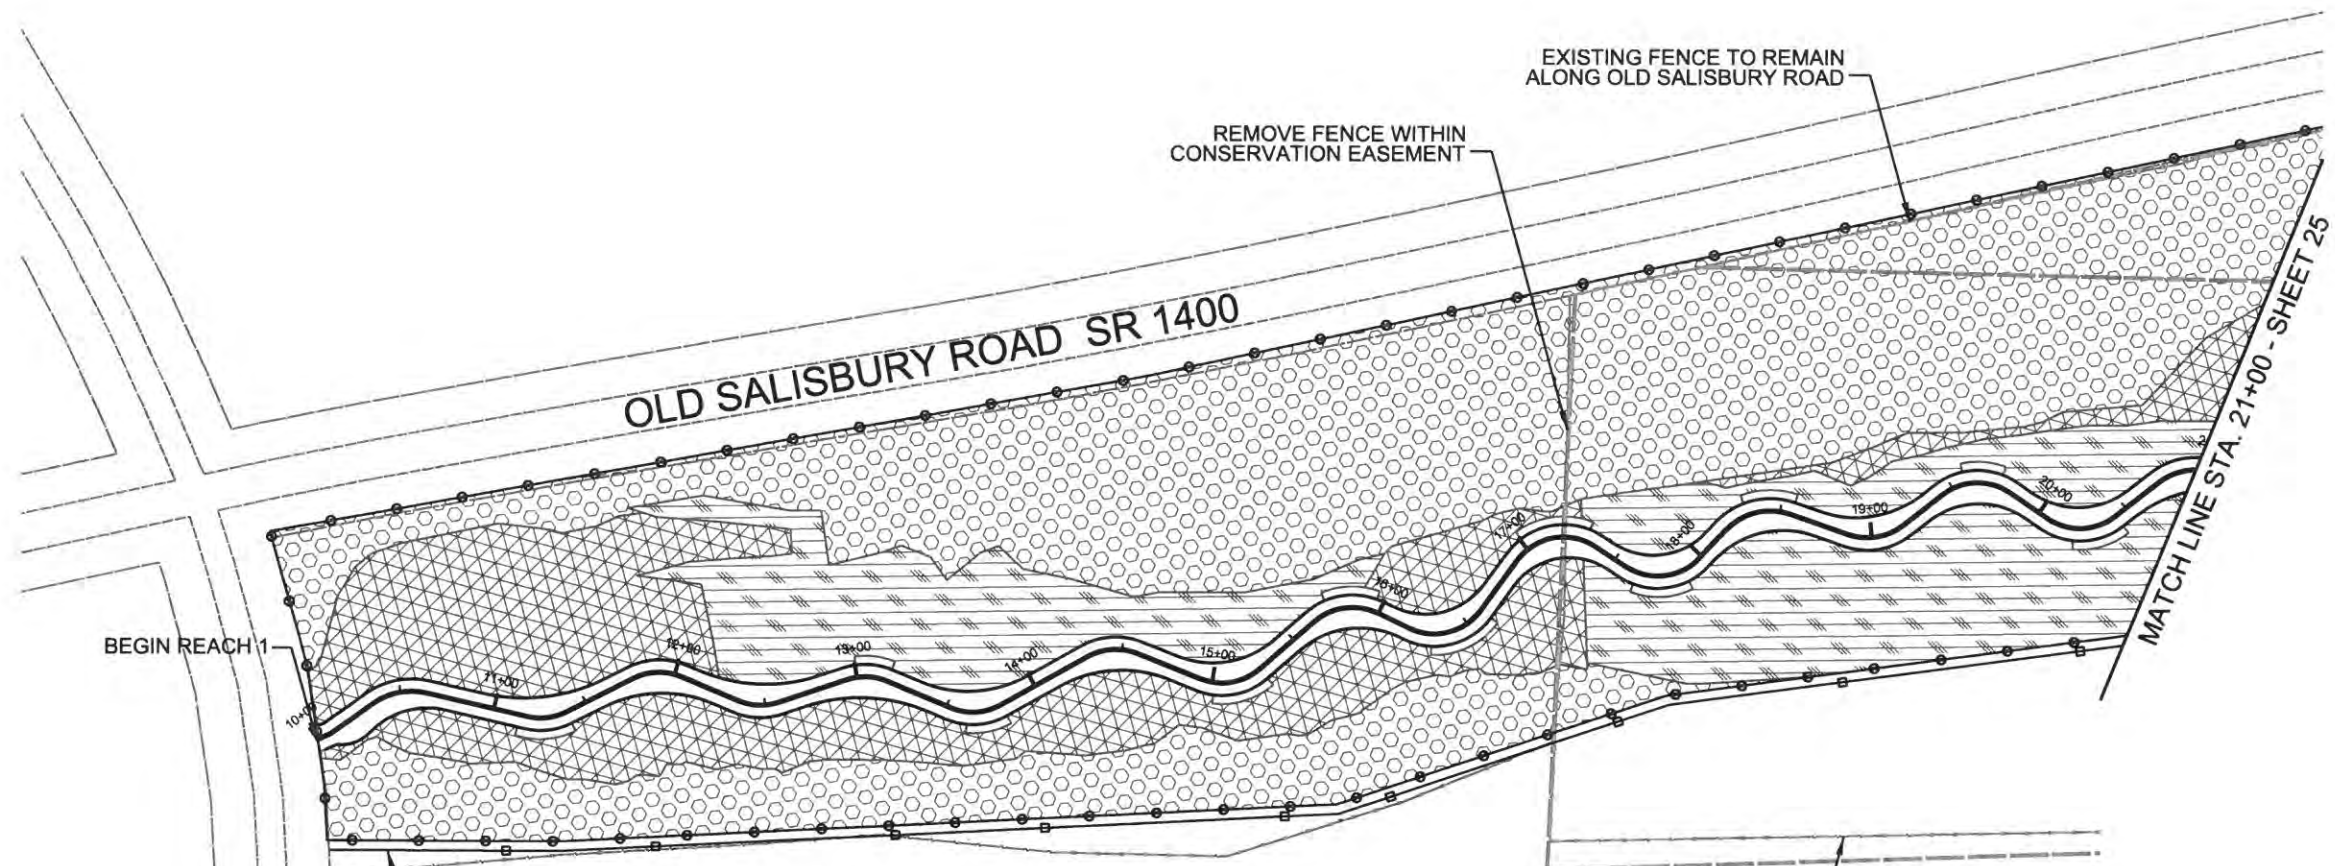 EXISTING FENCE TO REMAIN
ALONG OLD SALISBURY ROAD
REMOVE FENCE WITHIN
CONSERVATION EASEMENT
OLD SALISBURY ROAD SR 1400
BEGIN REACH 1
10+00
11+00
12+00
13+00
14+00
15+00
16+00
17+00
18+00
19+00
20+00
2
MATCH LINE STA. 21+00 - SHEET 25